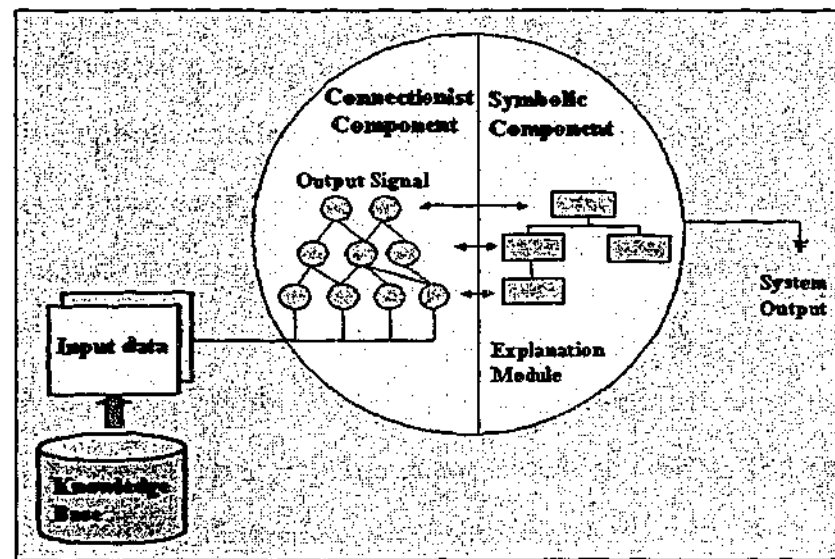 Connectionist
Component
Symbolic
Component
Output Signal
System
Output
Input data
Explanation
Module
Knowledge
Base